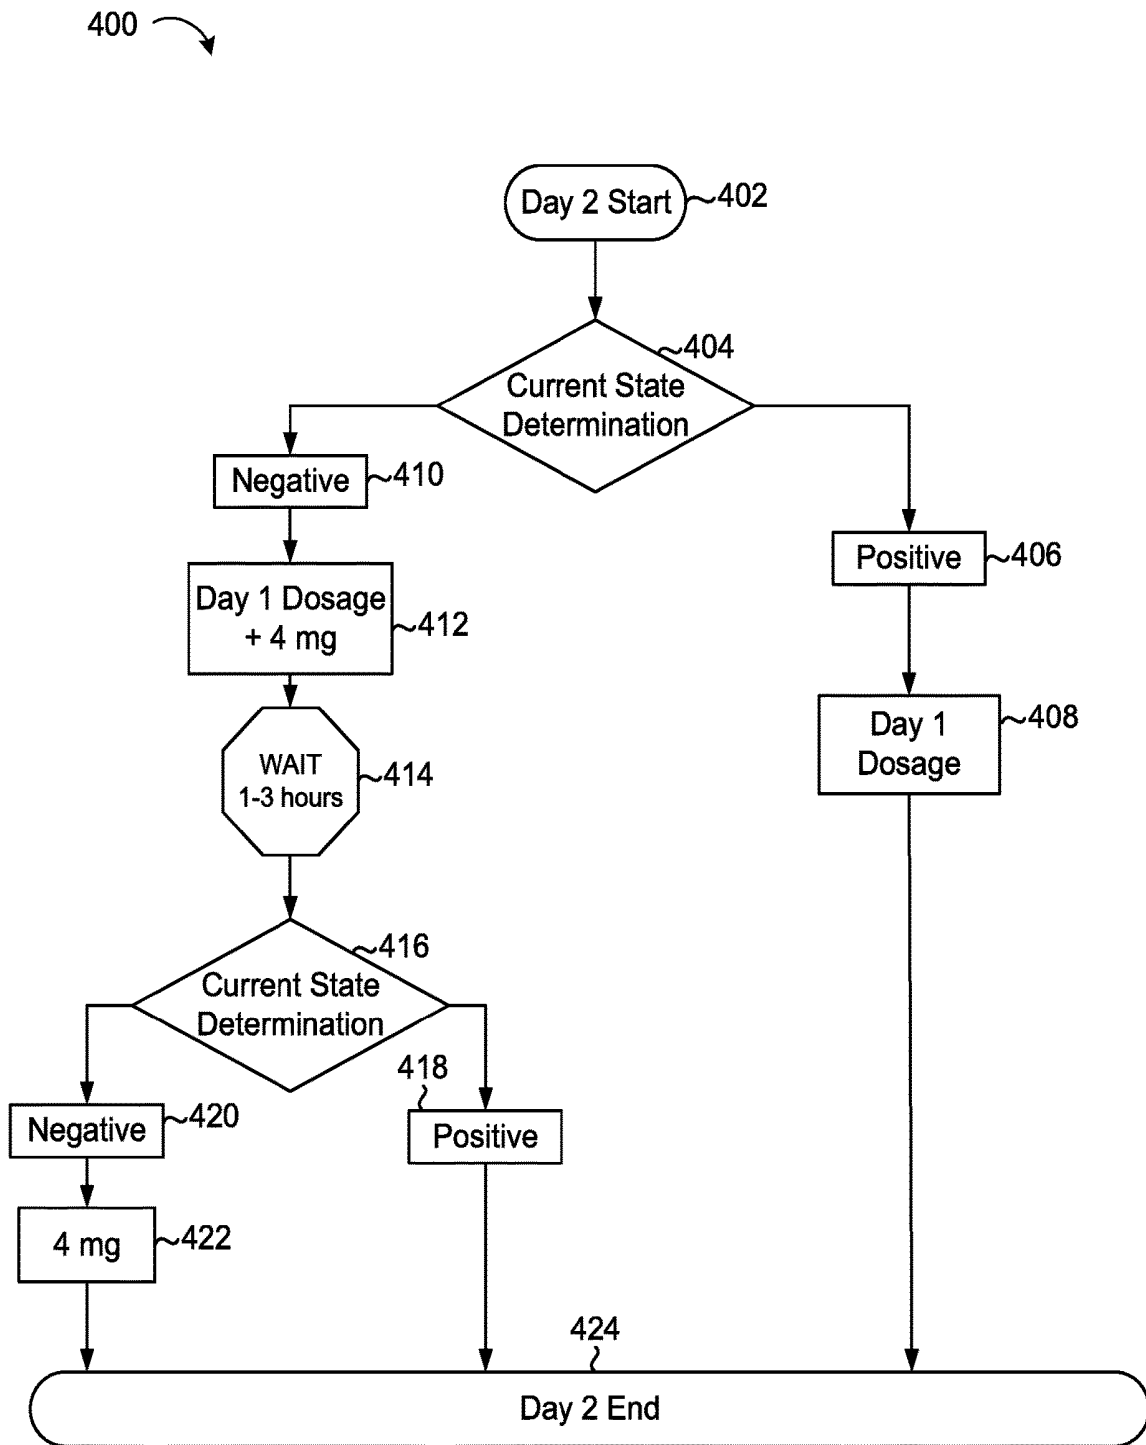 400
Day 2 Start
402
404
Current State
Determination
Negative
410
Positive
406
Day 1 Dosage
+ 4 mg
412
Day 1
Dosage
408
WAIT
1-3 hours
414
416
Current State
Determination
Negative
420
418
Positive
4 mg
422
424
Day 2 End